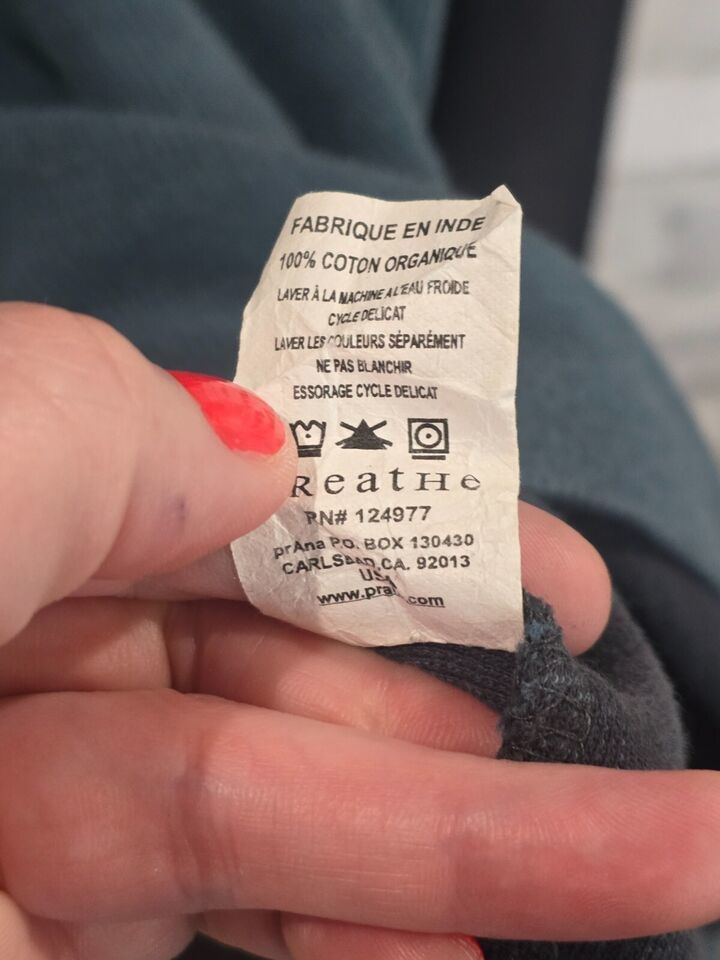 FABRIQUE EN INDE
100% COTON ORGANIQUE
LAVER À LA MACHINE A L'EAU FROIDE
CYCLE DELICAT
LAVER LES COULEURS SÉPARÉMENT
NE PAS BLANCHIR
ESSORAGE CYCLE DELICAT
ReatHe
RN# 124977
prAna P.O. BOX 130430
CARLSBAD, CA. 92013
USA